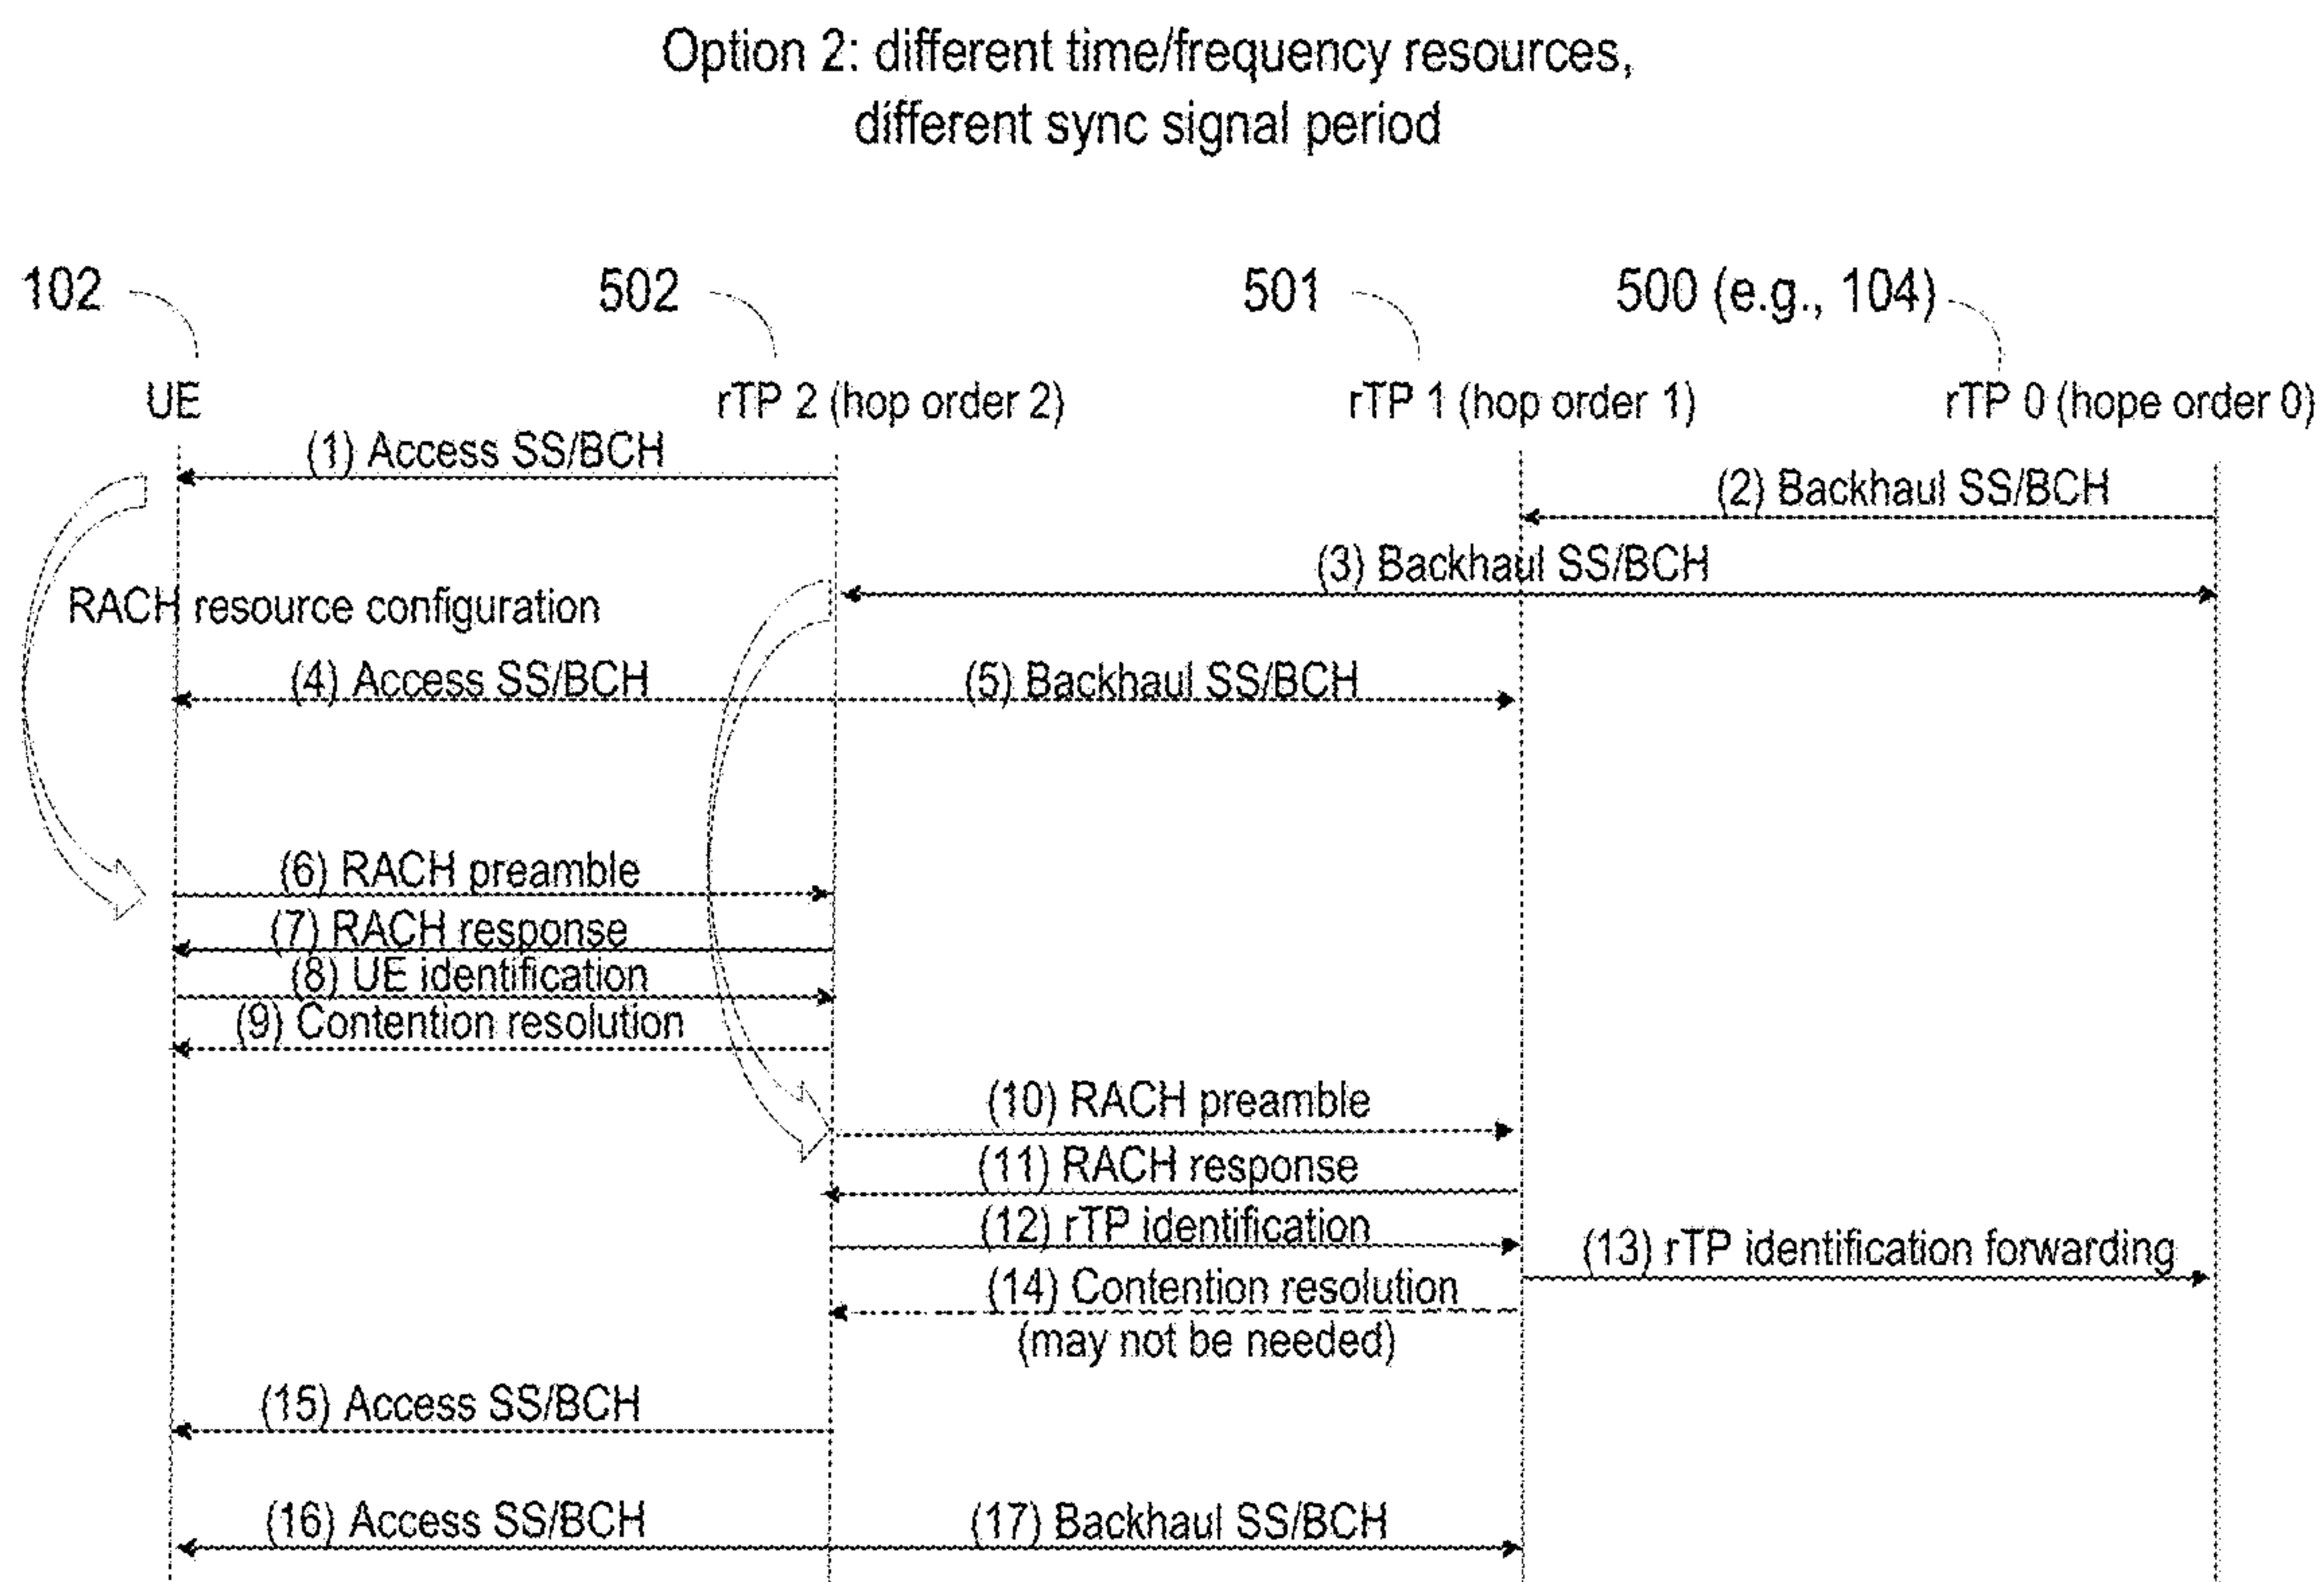 Option 2: different time/frequency resources,
different sync signal period
102
502
501
500 (e.g., 104)
UE
rTP 2 (hop order 2)
rTP 1 (hop order 1)
rTP 0 (hope order 0)
(1) Access SS/BCH
(2) Backhaul SS/BCH
(3) Backhaul SS/BCH
RACH resource configuration
(4) Access SS/BCH
(5) Backhaul SS/BCH
(6) RACH preamble
(7) RACH response
(8) UE identification
(9) Contention resolution
(10) RACH preamble
(11) RACH response
(12) rTP identification
(13) rTP identification forwarding
(14) Contention resolution
(may not be needed)
(15) Access SS/BCH
(16) Access SS/BCH
(17) Backhaul SS/BCH